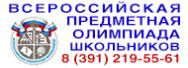 ВСЕРОССИЙСКАЯ
ПРЕДМЕТНАЯ
ОЛИМПИАДА
ШКОЛЬНИКОВ
8 (391) 219-55-61